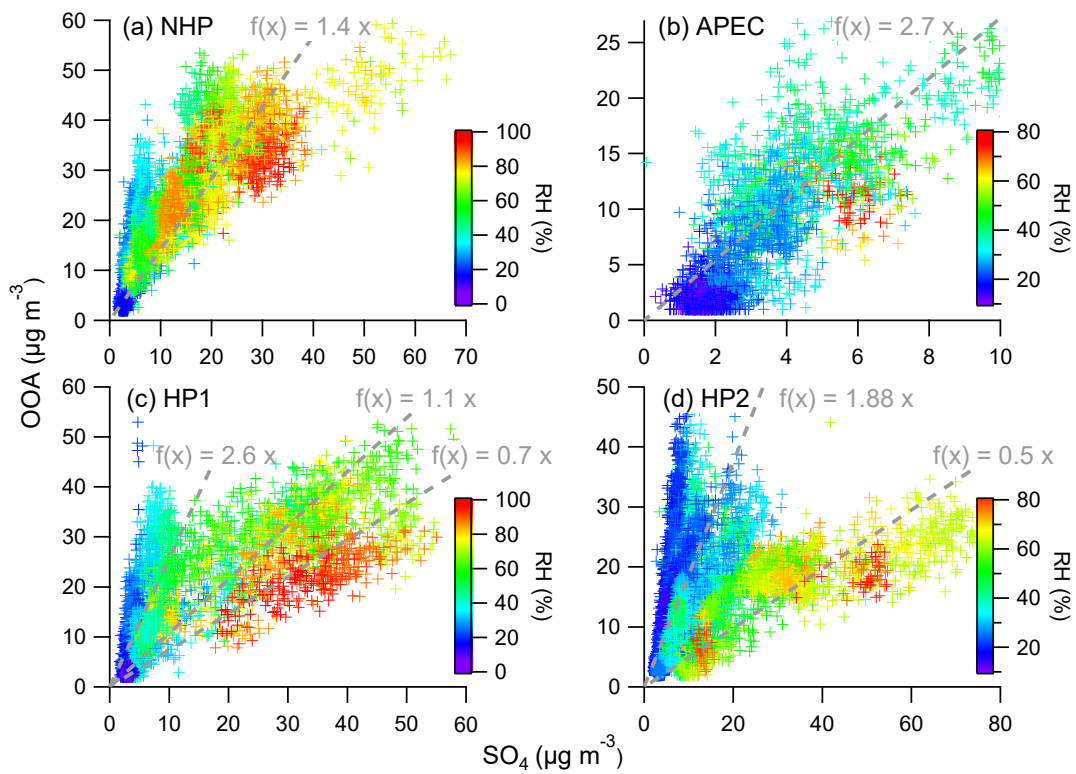 (a) NHP
f(x) = 1.4 x
60
50
40
30
20
10
0
0 10 20 30 40 50 60 70
100
80
60
40
20
0
RH (%)
(b) APEC
f(x) = 2.7 x
25
20
15
10
5
0
0 2 4 6 8 10
80
60
40
20
RH (%)
OOA (µg m⁻³)
(c) HP1
f(x) = 1.1 x
f(x) = 2.6 x
f(x) = 0.7 x
60
50
40
30
20
10
0
0 10 20 30 40 50 60
100
80
60
40
20
0
RH (%)
(d) HP2
f(x) = 1.88 x
f(x) = 0.5 x
50
40
30
20
10
0
0 20 40 60 80
80
60
40
20
RH (%)
SO₄ (µg m⁻³)